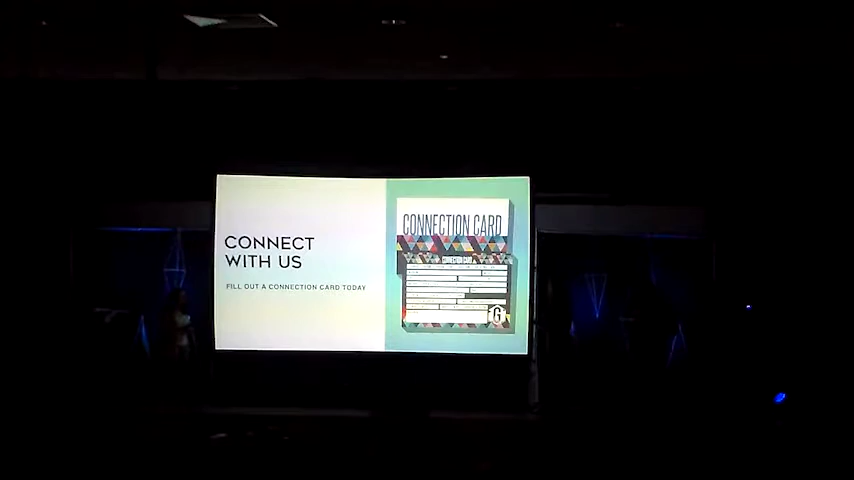 CONNECT
WITH US
FILL OUT A CONNECTION CARD TODAY
CONNECTION CARD
G